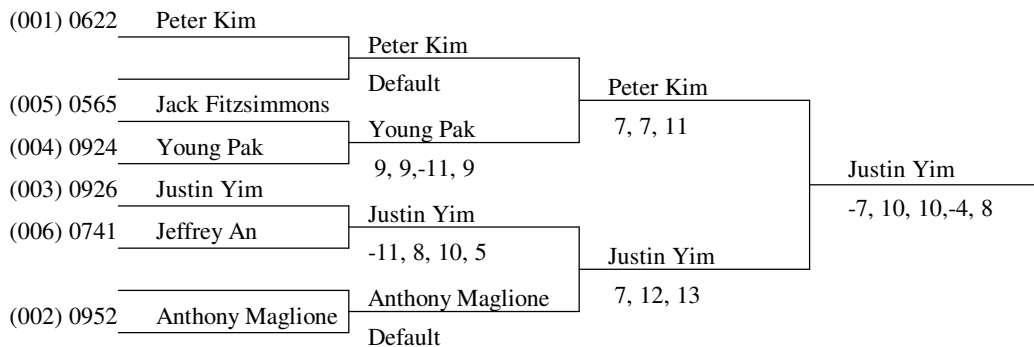 (001) 0622 Peter Kim
Peter Kim
Default
Peter Kim
(005) 0565 Jack Fitzsimmons
7, 7, 11
Young Pak
(004) 0924 Young Pak
9, 9,-11, 9
Justin Yim
(003) 0926 Justin Yim
-7, 10, 10,-4, 8
Justin Yim
(006) 0741 Jeffrey An
-11, 8, 10, 5
Justin Yim
7, 12, 13
Anthony Maglione
(002) 0952 Anthony Maglione
Default